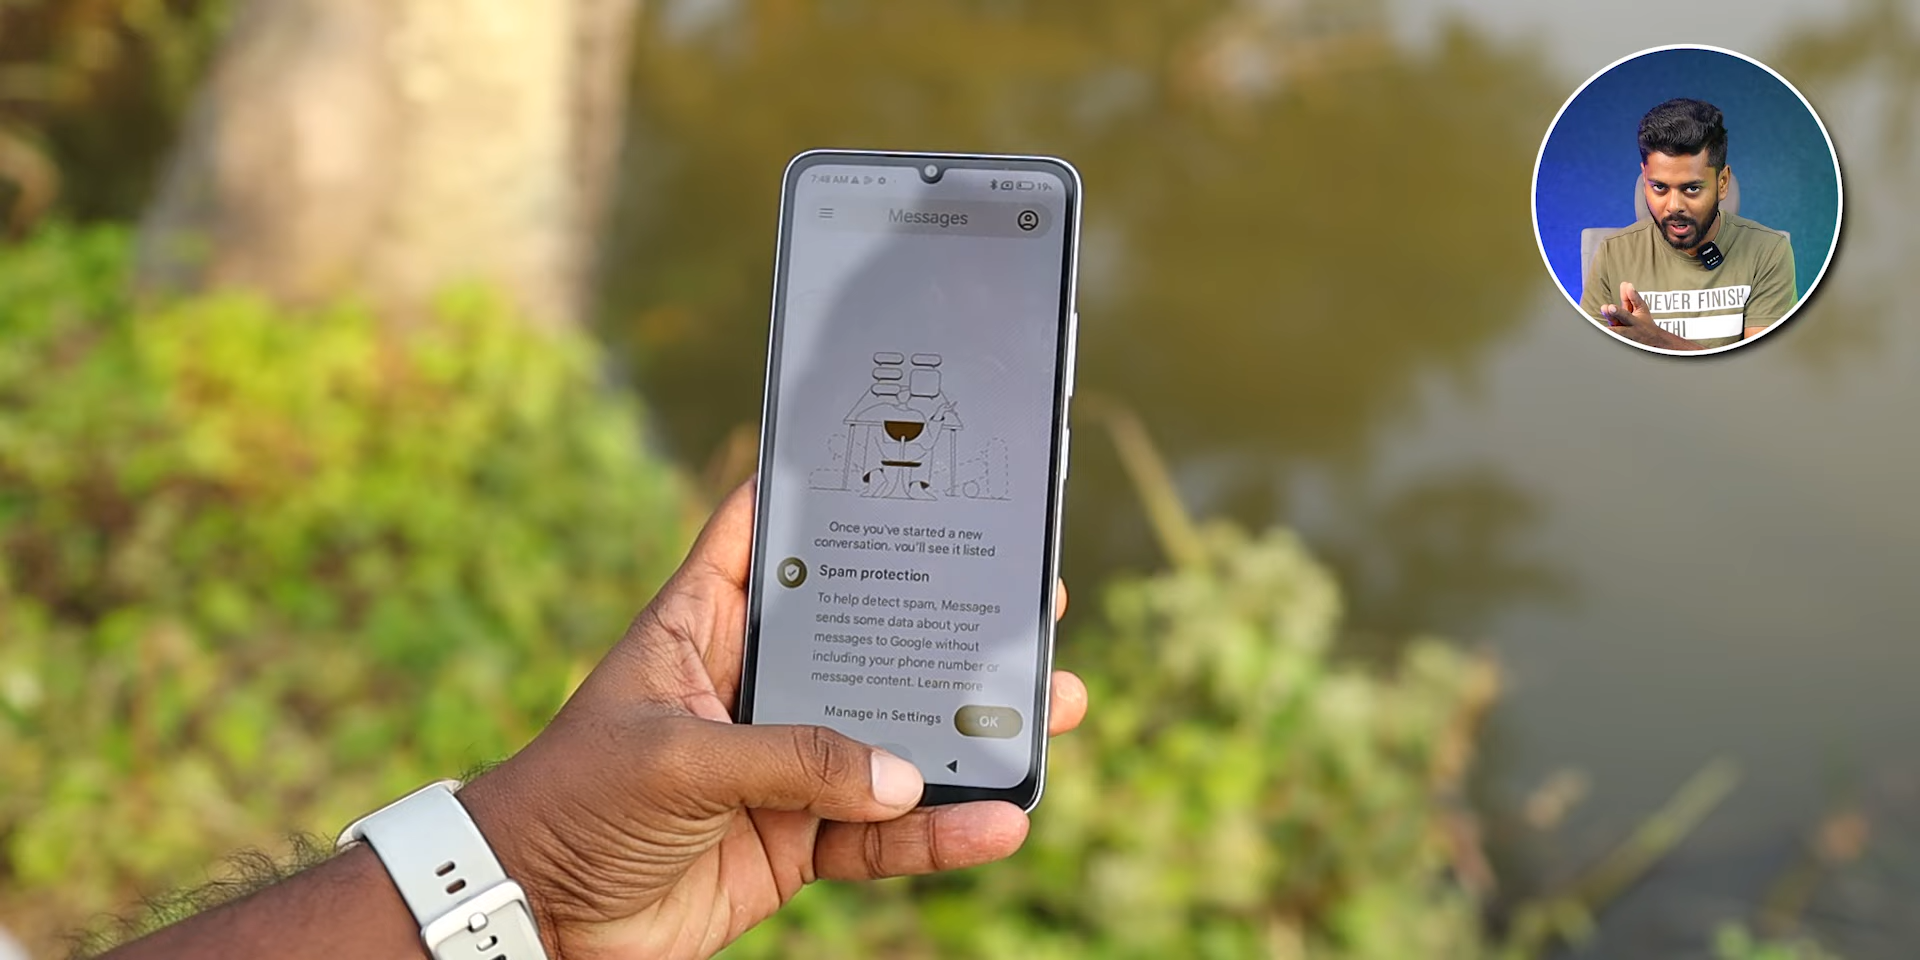 7:48 AM
19%
Messages
Once you've started a new
conversation, you'll see it listed
Spam protection
To help detect spam, Messages
sends some data about your
messages to Google without
including your phone number or
message content. Learn more
Manage in Settings
OK
NEVER FINISH